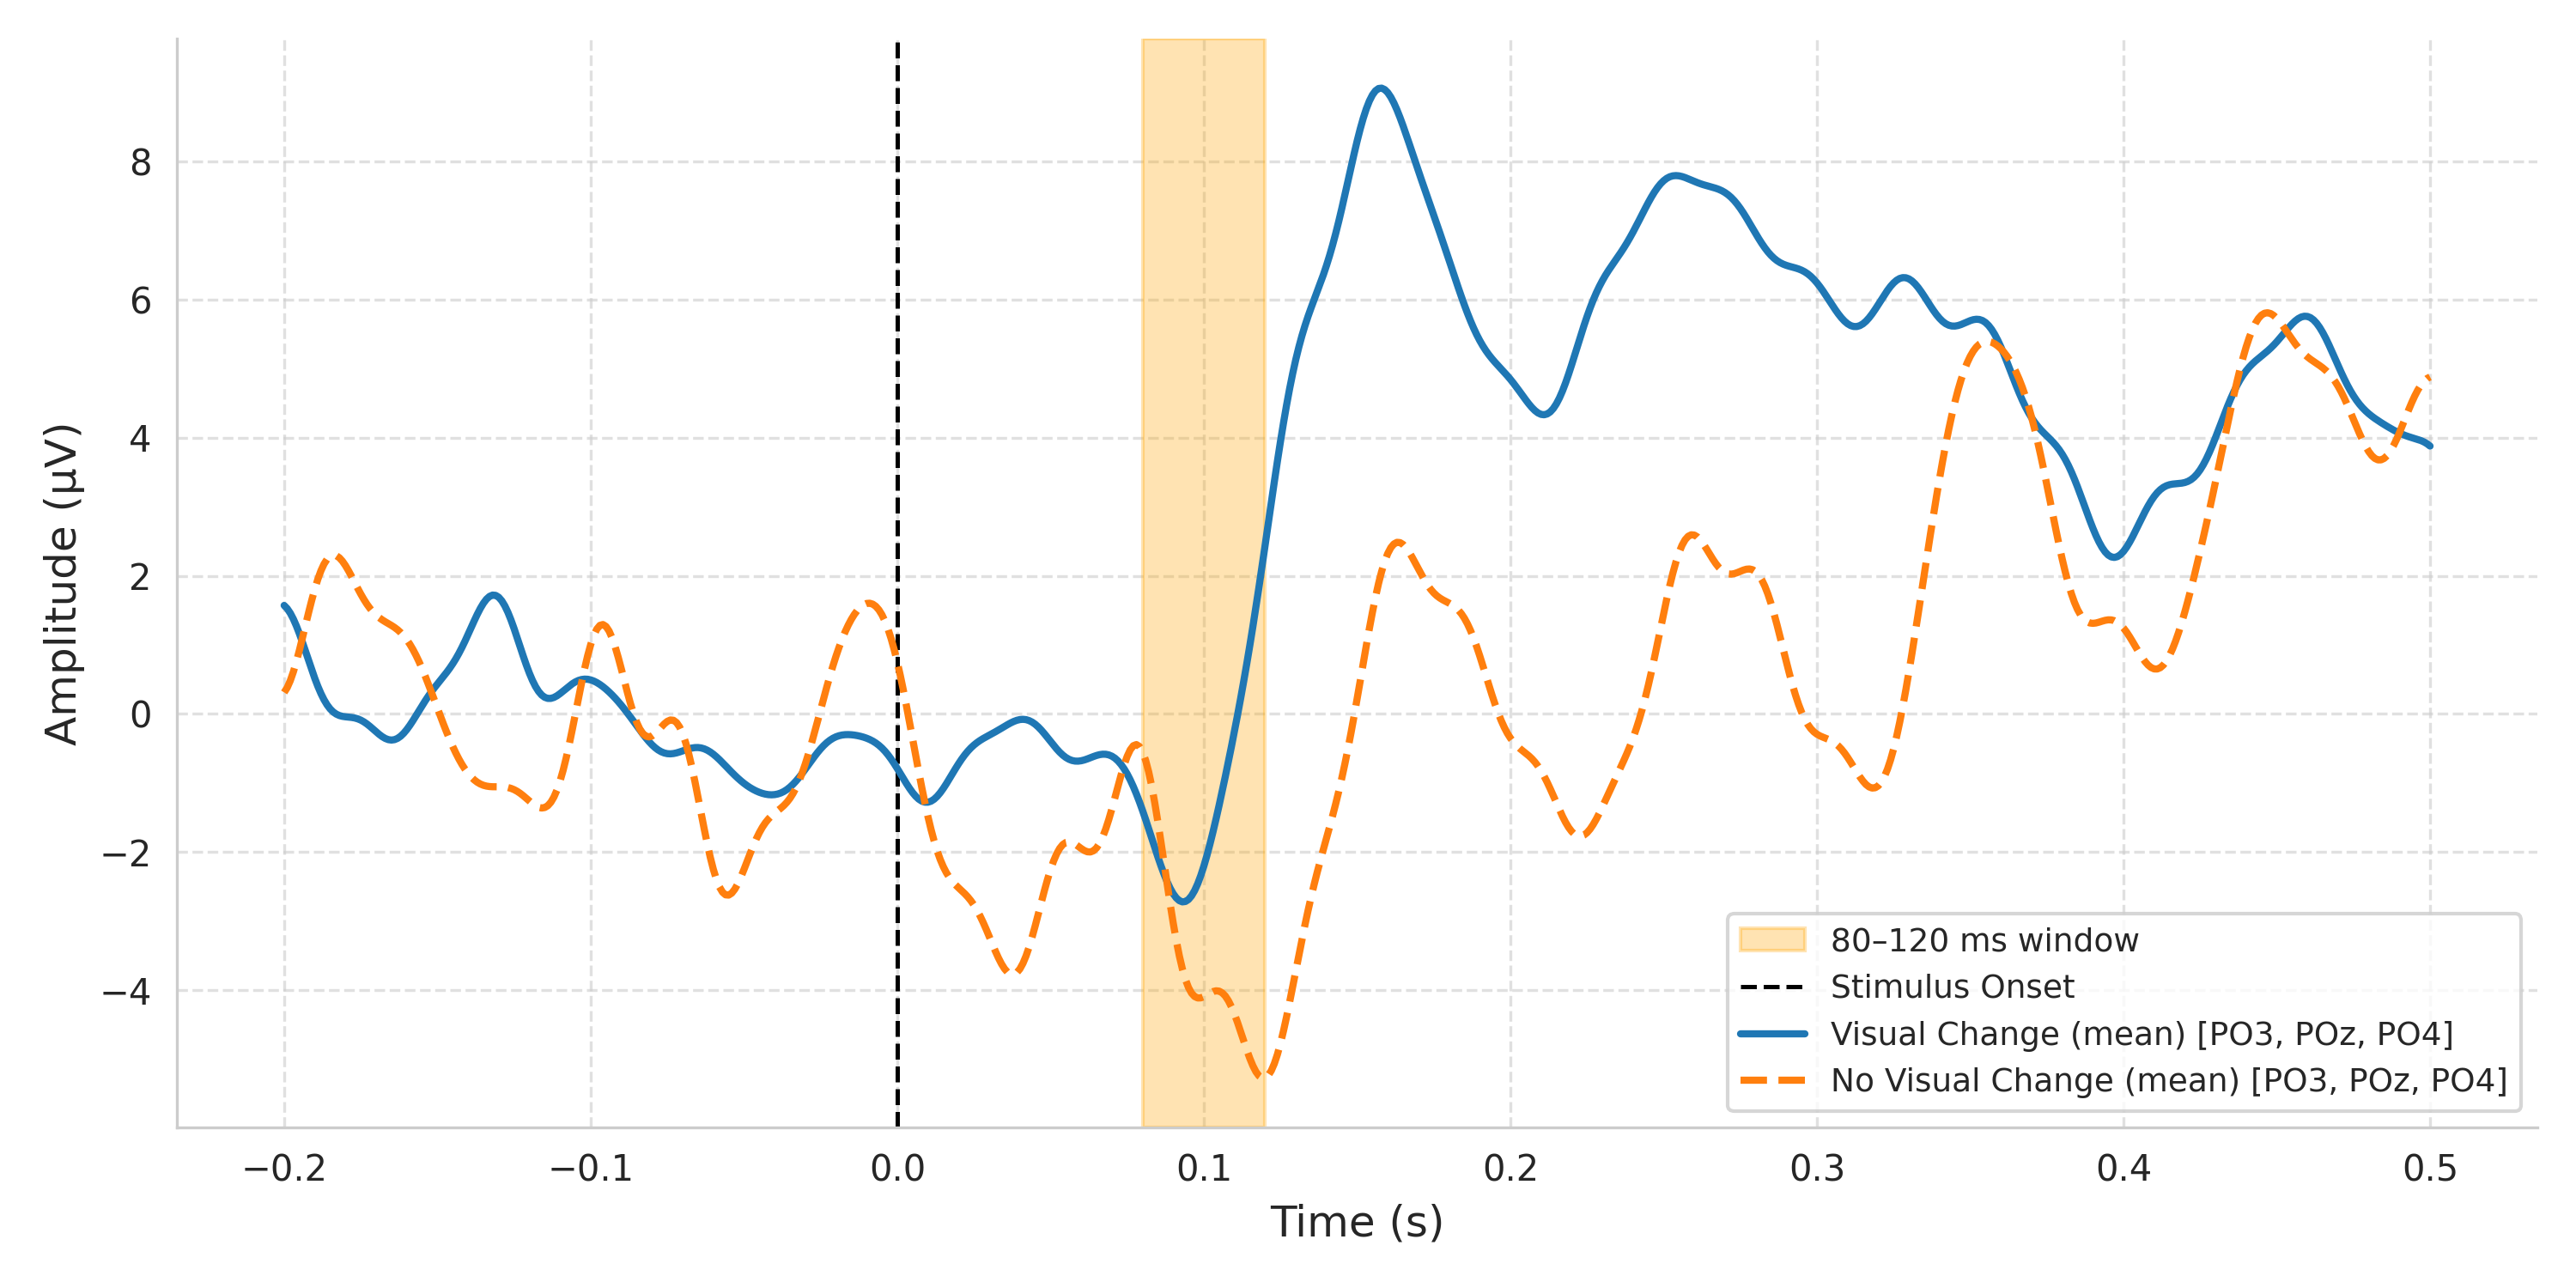 8
6
4
2
0
−2
−4
Amplitude (µV)
80–120 ms window
Stimulus Onset
Visual Change (mean) [PO3, POz, PO4]
No Visual Change (mean) [PO3, POz, PO4]
−0.2 −0.1 0.0 0.1 0.2 0.3 0.4 0.5
Time (s)